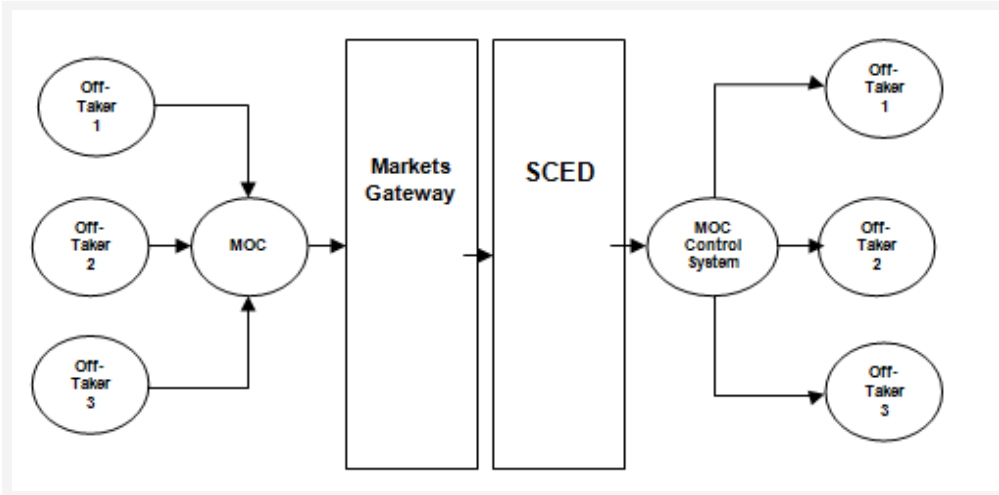 Off-
Taker
1
Off-
Taker
2
Off-
Taker
3
MOC
Markets
Gateway
SCED
MOC
Control
System
Off-
Taker
1
Off-
Taker
2
Off-
Taker
3